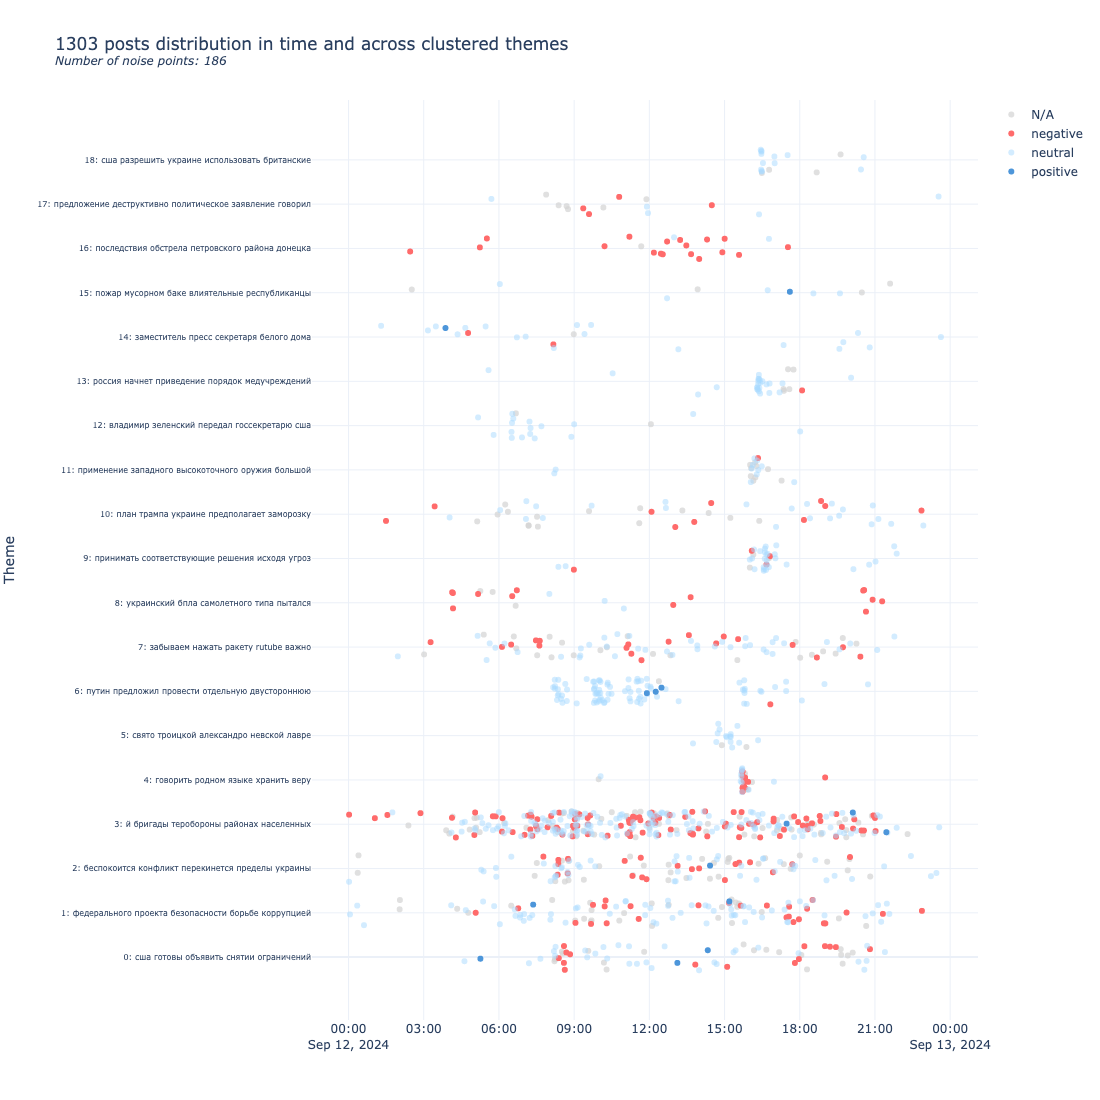 1303 posts distribution in time and across clustered themes
Number of noise points: 186
N/A
negative
neutral
positive
Theme
18: сша разрешить украине использовать британские
17: предложение деструктивно политическое заявление говорил
16: последствия обстрела петровского района донецка
15: пожар мусорном баке влиятельные республиканцы
14: заместитель пресс секретаря белого дома
13: россия начнет приведение порядок медучреждений
12: владимир зеленский передал госсекретарю сша
11: применение западного высокоточного оружия большой
10: план трампа украине предполагает заморозку
9: принимать соответствующие решения исходя угроз
8: украинский бпла самолетного типа пытался
7: забываем нажать ракету rutube важно
6: путин предложил провести отдельную двустороннюю
5: свято троицкой александро невской лавре
4: говорить родном языке хранить веру
3: й бригады теробороны районах населенных
2: беспокоится конфликт перекинется пределы украины
1: федерального проекта безопасности борьбе коррупцией
0: сша готовы объявить снятии ограничений
00:00 03:00 06:00 09:00 12:00 15:00 18:00 21:00 00:00
Sep 12, 2024 Sep 13, 2024